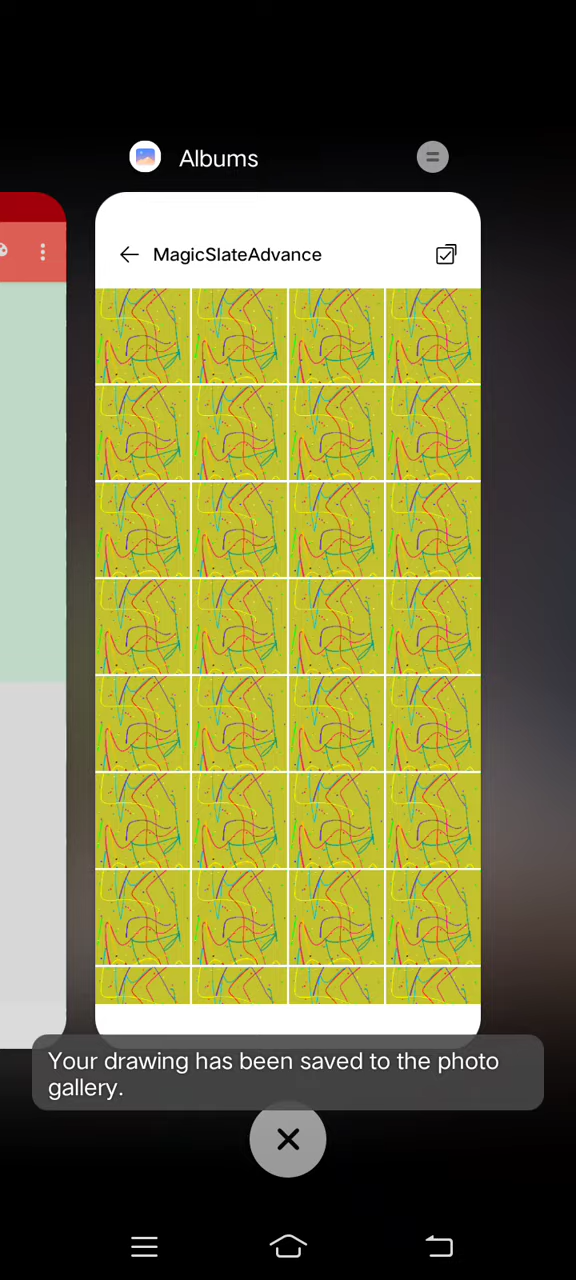 Albums
MagicSlateAdvance
Your drawing has been saved to the photo
gallery.